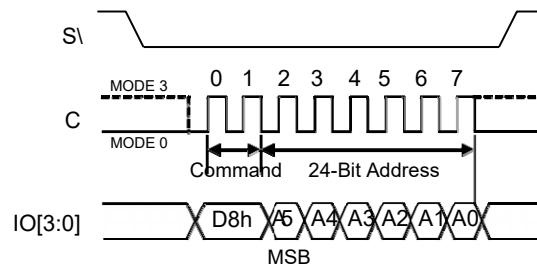 S\
MODE 3
0 1 2 3 4 5 6 7
C
MODE 0
Command 24-Bit Address
IO[3:0] D8h A5 A4 A3 A2 A1 A0
MSB